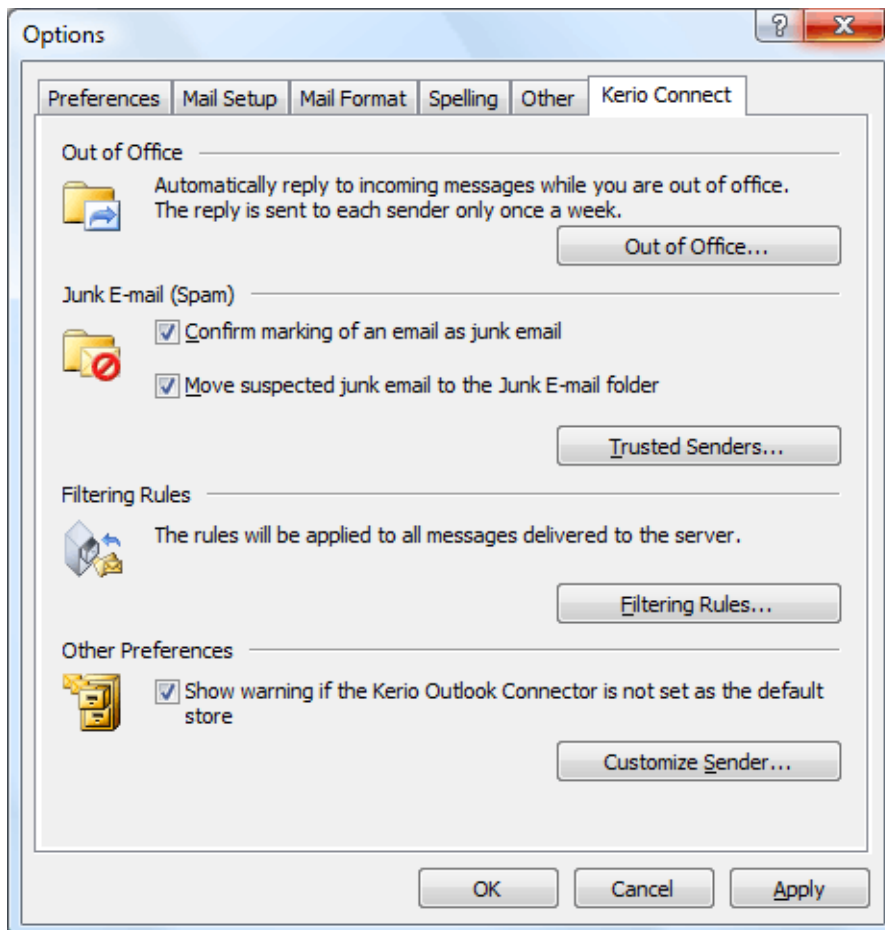 Options
Preferences Mail Setup Mail Format Spelling Other Kerio Connect
Out of Office
Automatically reply to incoming messages while you are out of office.
The reply is sent to each sender only once a week.
Out of Office...
Junk E-mail (Spam)
Confirm marking of an email as junk email
Move suspected junk email to the Junk E-mail folder
Trusted Senders...
Filtering Rules
The rules will be applied to all messages delivered to the server.
Filtering Rules...
Other Preferences
Show warning if the Kerio Outlook Connector is not set as the default
store
Customize Sender...
OK Cancel Apply